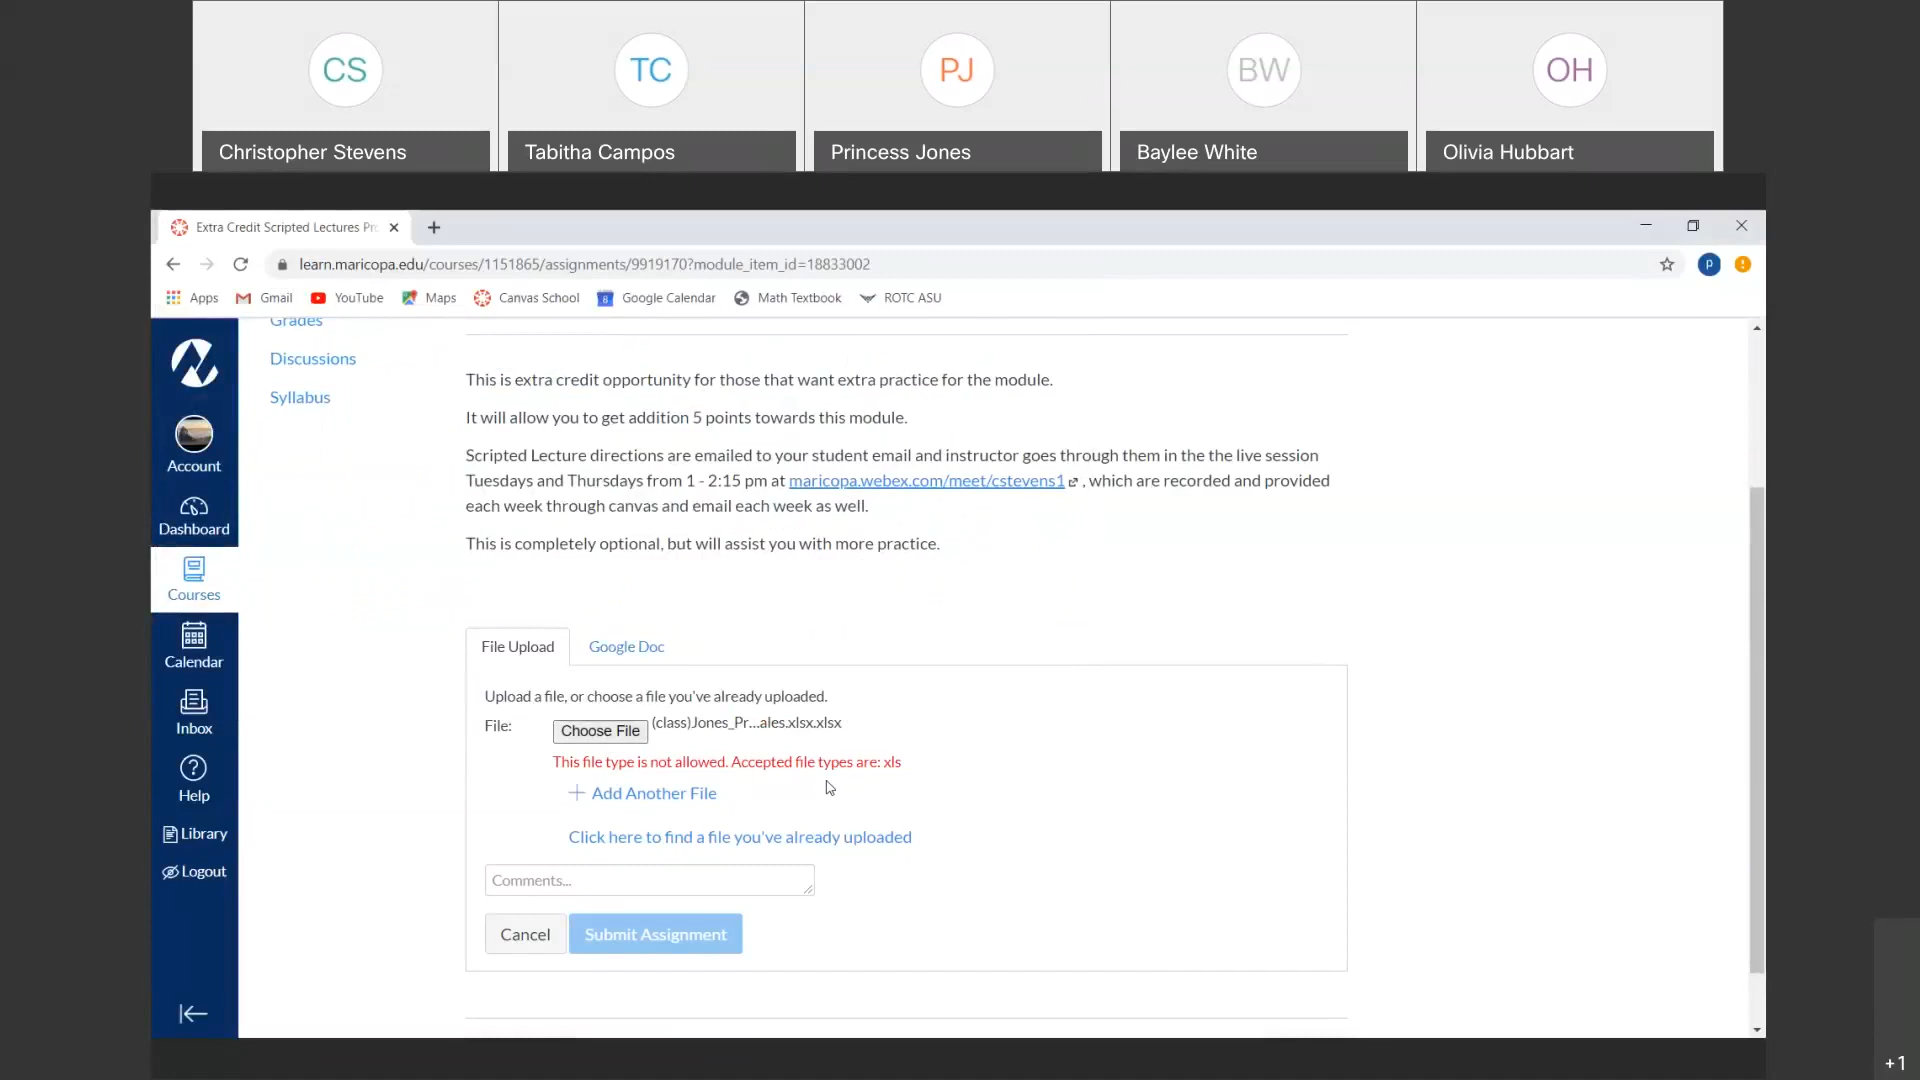 CS
TC
PJ
BW
OH
Christopher Stevens
Tabitha Campos
Princess Jones
Baylee White
Olivia Hubbart
Extra Credit Scripted Lectures Pr
learn.maricopa.edu/courses/1151865/assignments/9919170?module_item_id=18833002
p
Apps
Gmail
YouTube
Maps
Canvas School
8
Google Calendar
Math Textbook
ROTC ASU
Grades
Discussions
Syllabus
Account
Dashboard
Courses
Calendar
Inbox
Help
Library
Logout
This is extra credit opportunity for those that want extra practice for the module.
It will allow you to get addition 5 points towards this module.
Scripted Lecture directions are emailed to your student email and instructor goes through them in the the live session
Tuesdays and Thursdays from 1 - 2:15 pm at maricopa.webex.com/meet/cstevens1 , which are recorded and provided
each week through canvas and email each week as well.
This is completely optional, but will assist you with more practice.
File Upload
Google Doc
Upload a file, or choose a file you've already uploaded.
File:
Choose File
(class)Jones_Pr...ales.xlsx.xlsx
This file type is not allowed. Accepted file types are: xls
Add Another File
Click here to find a file you've already uploaded
Comments...
Cancel
Submit Assignment
+1